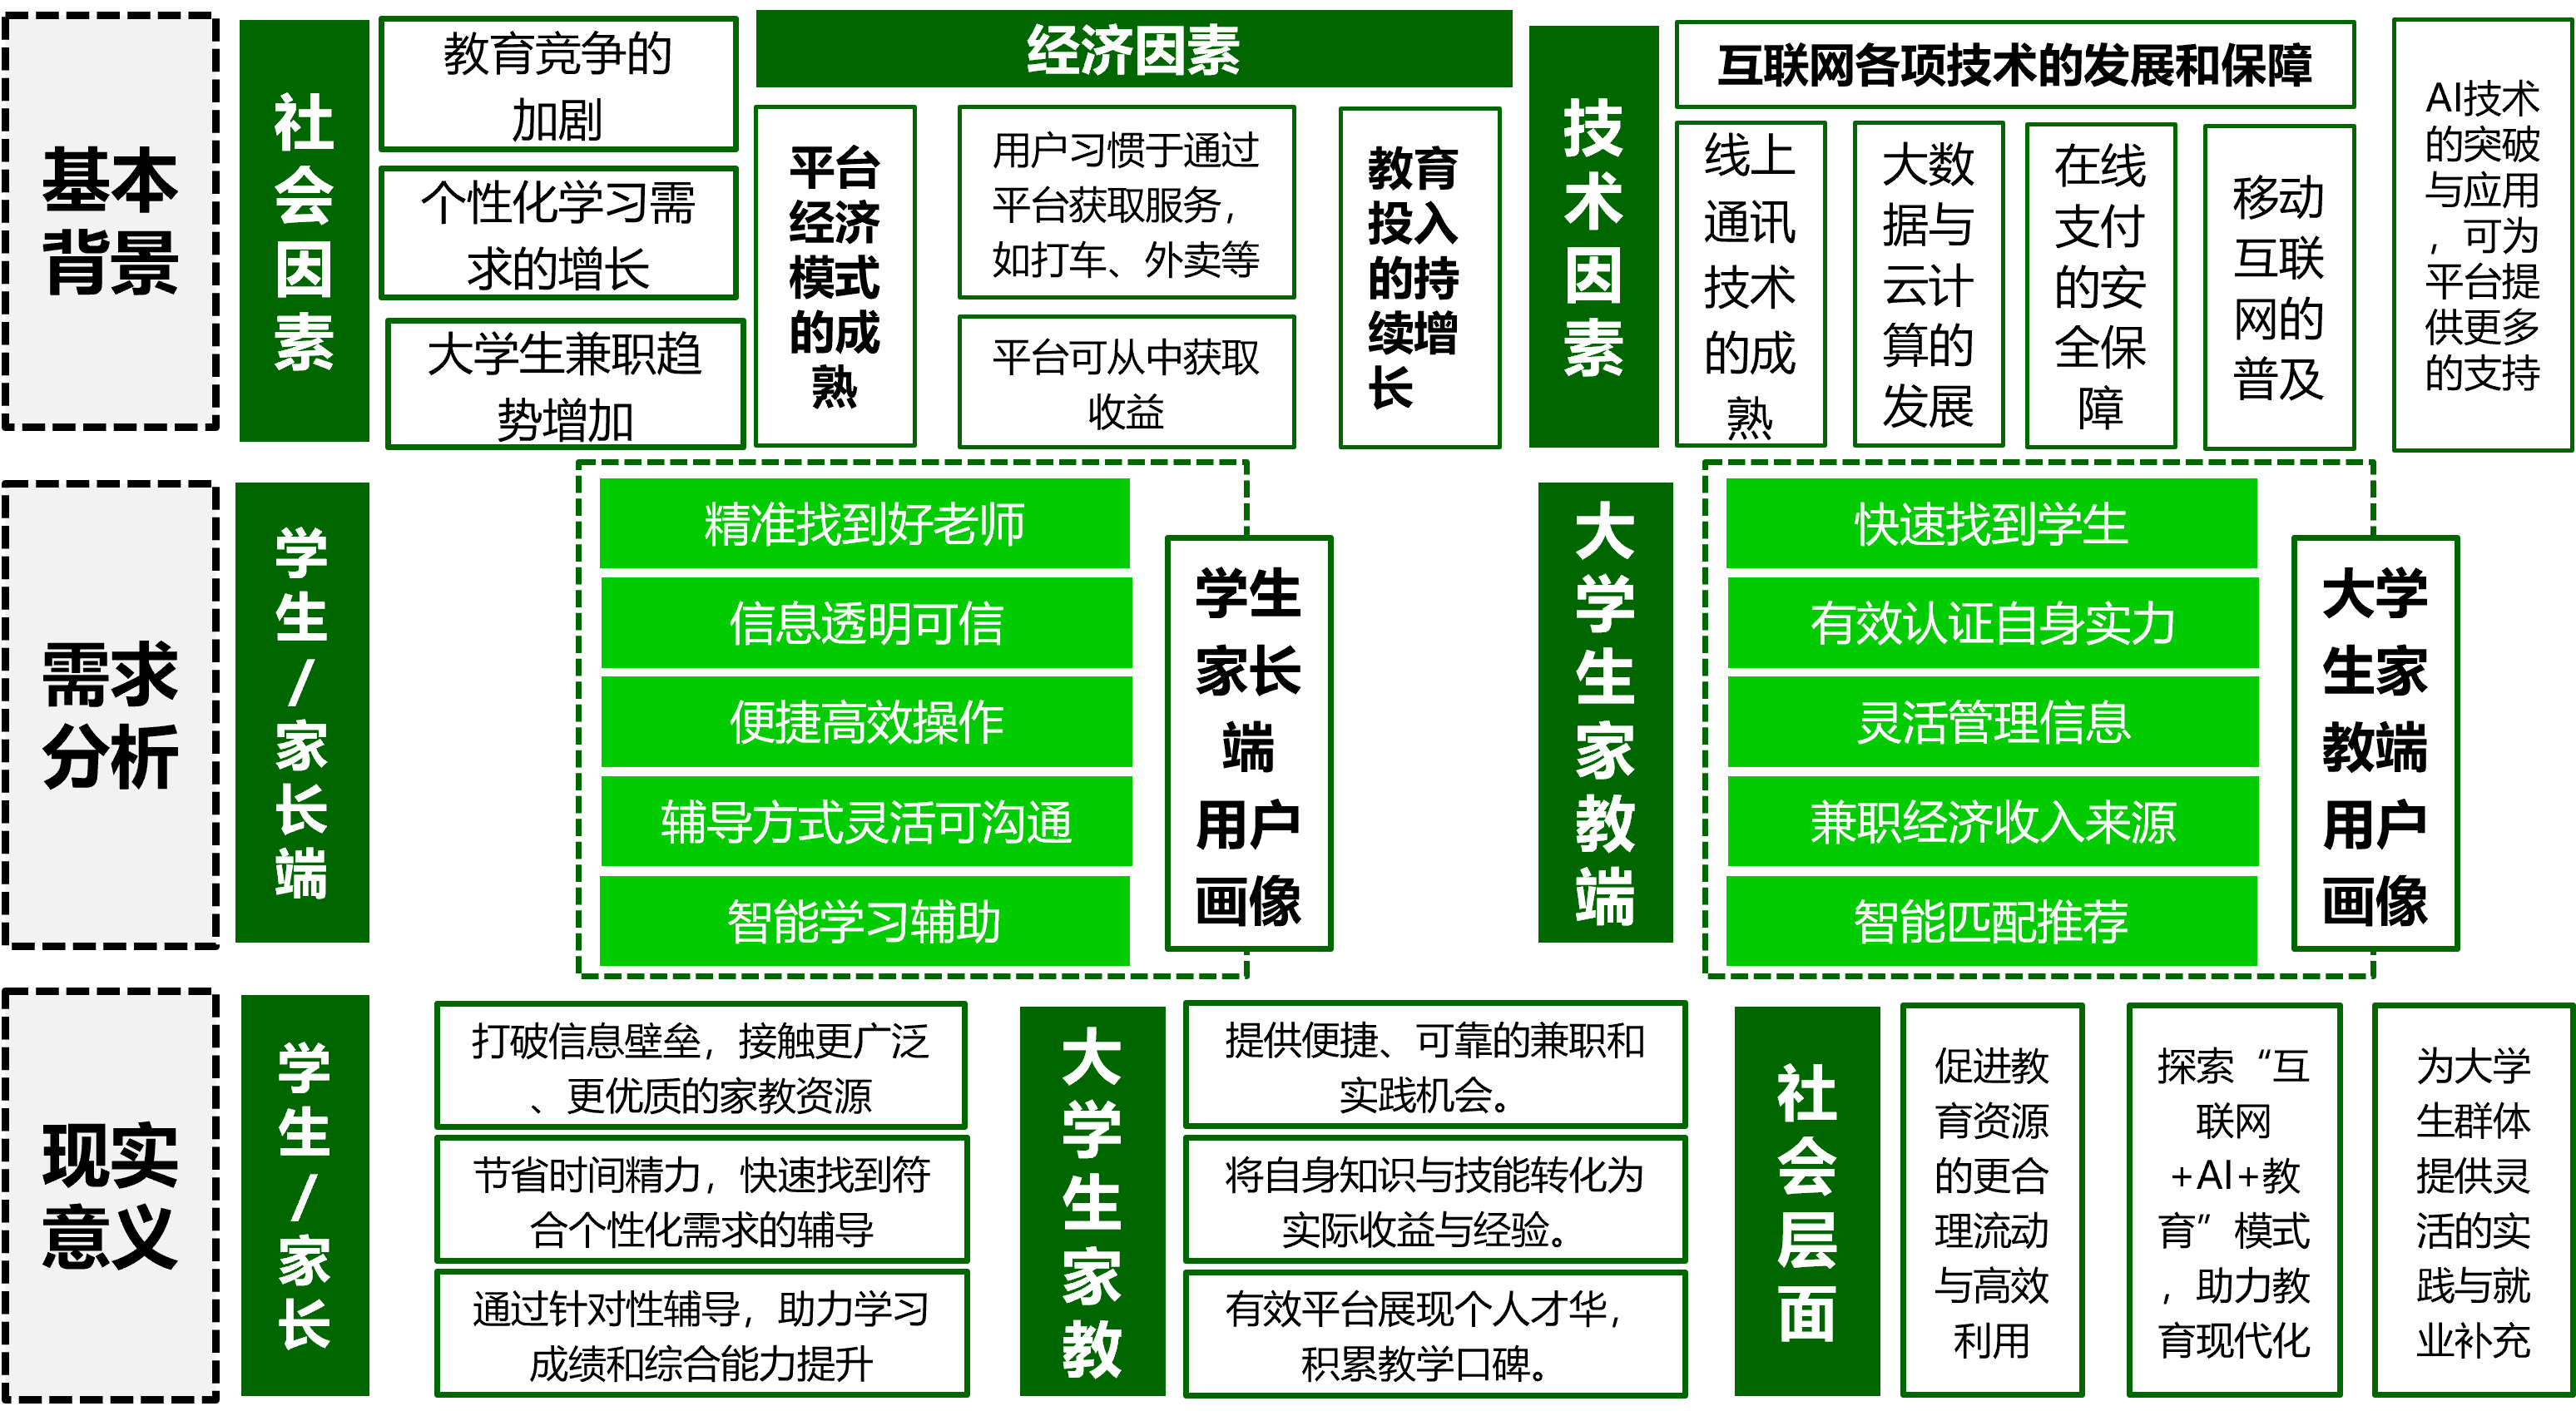 基本
背景
社
会
因
素
教育竞争的
加剧
个性化学习需
求的增长
大学生兼职趋
势增加
经济因素
平台
经济
模式
的成
熟
用户习惯于通过
平台获取服务，
如打车、外卖等
平台可从中获取
收益
教育
投入
的持
续增
长
技
术
因
素
互联网各项技术的发展和保障
线上
通讯
技术
的成
熟
大数
据与
云计
算的
发展
在线
支付
的安
全保
障
移动
互联
网的
普及
AI技术
的突破
与应用
，可为
平台提
供更多
的支持
需求
分析
学
生
/
家
长
端
精准找到好老师
信息透明可信
便捷高效操作
辅导方式灵活可沟通
智能学习辅助
学生
家长
端
用户
画像
大
学
生
家
教
端
快速找到学生
有效认证自身实力
灵活管理信息
兼职经济收入来源
智能匹配推荐
大学
生家
教端
用户
画像
现实
意义
学
生
/
家
长
打破信息壁垒，接触更广泛
、更优质的家教资源
节省时间精力，快速找到符
合个性化需求的辅导
通过针对性辅导，助力学习
成绩和综合能力提升
大
学
生
家
教
提供便捷、可靠的兼职和
实践机会。
将自身知识与技能转化为
实际收益与经验。
有效平台展现个人才华，
积累教学口碑。
社
会
层
面
促进教
育资源
的更合
理流动
与高效
利用
探索“互
联网
+AI+教
育”模式
，助力教
育现代化
为大学
生群体
提供灵
活的实
践与就
业补充